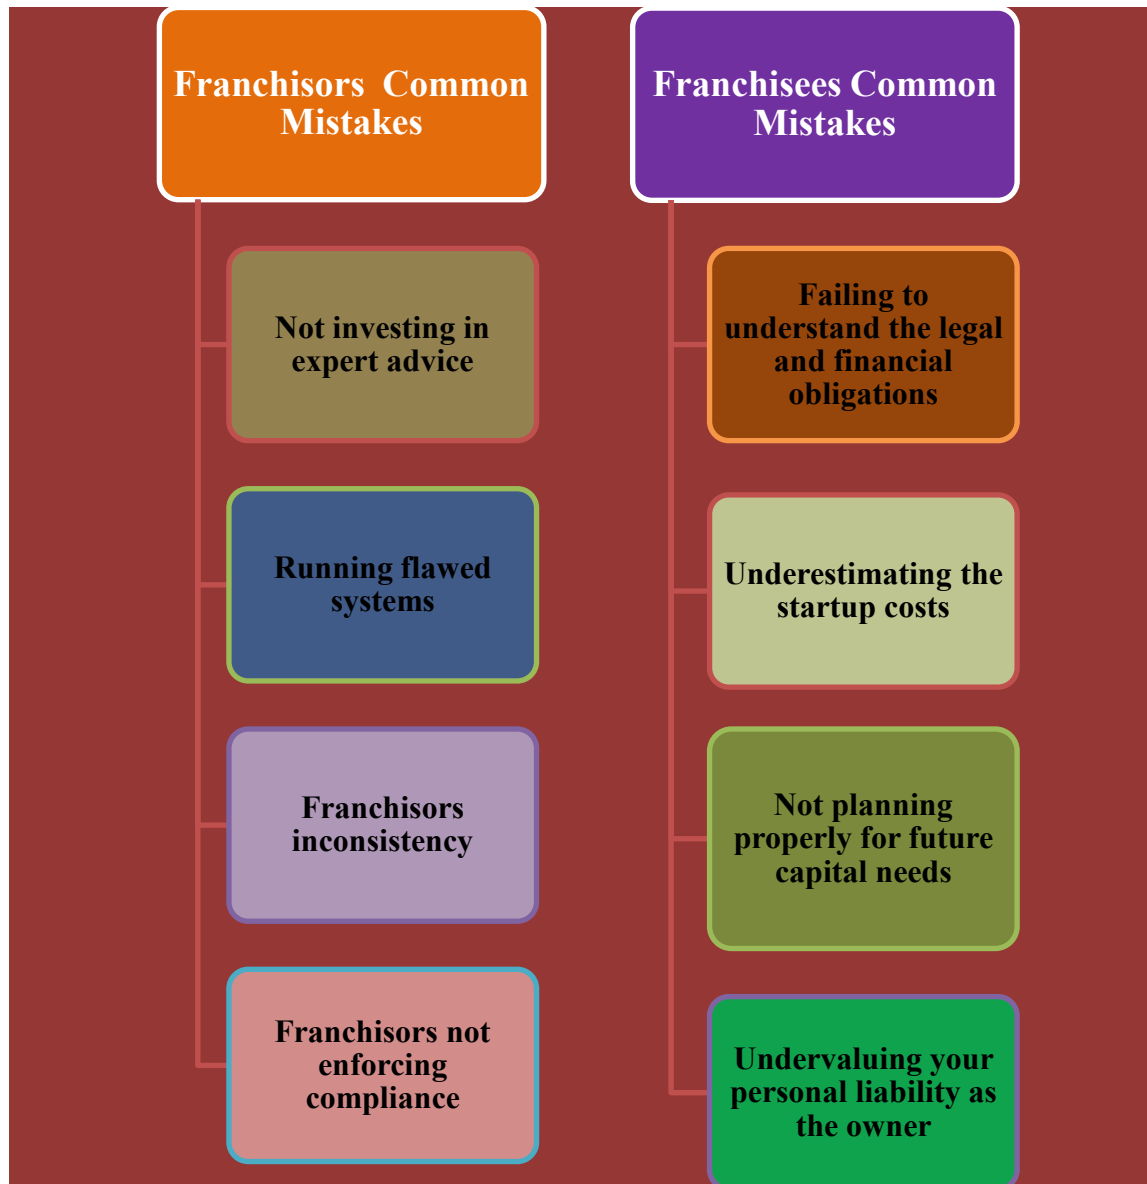 Franchisors  Common
Mistakes
Not investing in
expert advice
Running flawed
systems
Franchisors
inconsistency
Franchisors not
enforcing
compliance
Franchisees Common
Mistakes
Failing to
understand the legal
and financial
obligations
Underestimating the
startup costs
Not planning
properly for future
capital needs
Undervaluing your
personal liability as
the owner